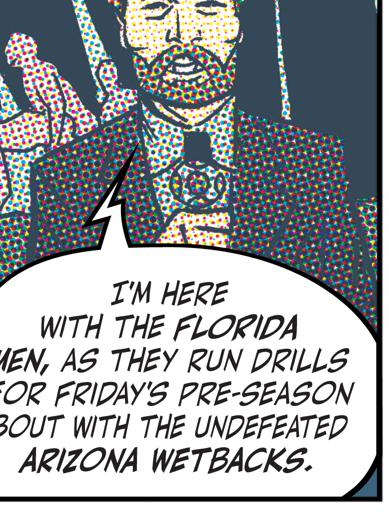 I'M HERE
WITH THE FLORIDA
MEN, AS THEY RUN DRILLS
FOR FRIDAY'S PRE-SEASON
BOUT WITH THE UNDEFEATED
ARIZONA WETBACKS.